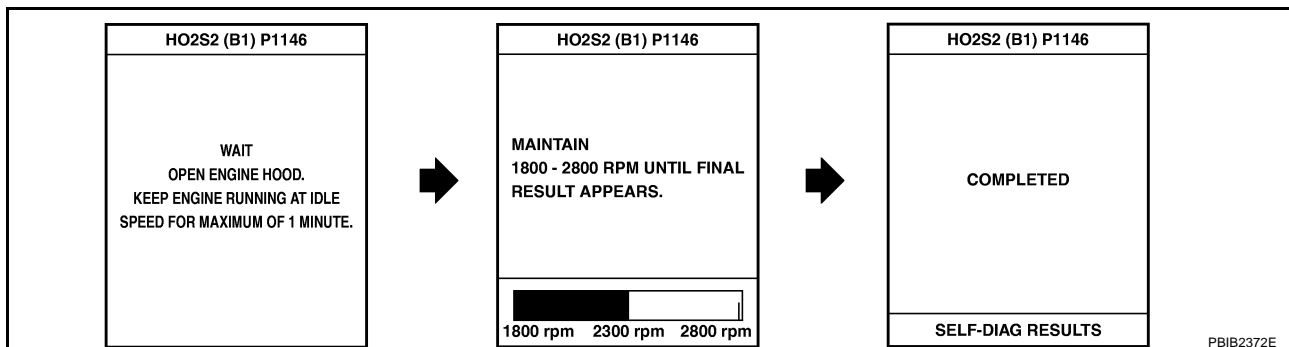 HO2S2 (B1) P1146
WAIT
OPEN ENGINE HOOD.
KEEP ENGINE RUNNING AT IDLE
SPEED FOR MAXIMUM OF 1 MINUTE.
HO2S2 (B1) P1146
MAINTAIN
1800 - 2800 RPM UNTIL FINAL
RESULT APPEARS.
1800 rpm 2300 rpm 2800 rpm
HO2S2 (B1) P1146
COMPLETED
SELF-DIAG RESULTS
PBIB2372E